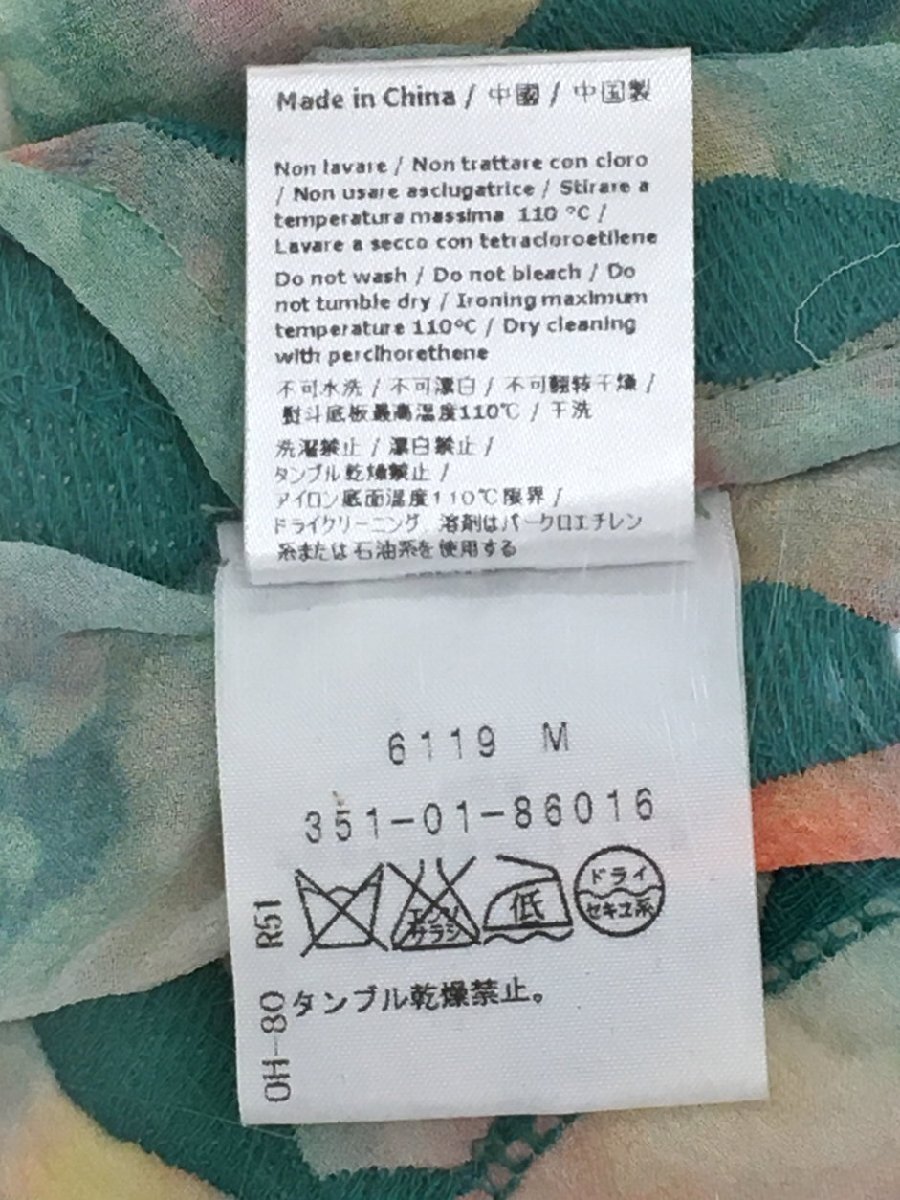 Made in China / 中國 / 中国製
Non lavare / Non trattare con cloro
/ Non usare asciugatrice / Stirare a
temperatura massima 110 °C /
Lavare a secco con tetracloroetilene
Do not wash / Do not bleach / Do
not tumble dry / Ironing maximum
temperature 110°C / Dry cleaning
with perclhorethene
不可水洗 / 不可漂白 / 不可翻转干燥 /
熨斗底板最高温度110℃ / 干洗
洗濯禁止 / 漂白禁止 /
タンブル乾燥禁止 /
アイロン底面温度110℃限界 /
ドライクリーニング、溶剤はパークロエチレン
系または石油系を使用する
6119 M
351-01-86016
エンソ
サラシ
低
ドライ
セキユ系
タンブル乾燥禁止。
OH-80 R51